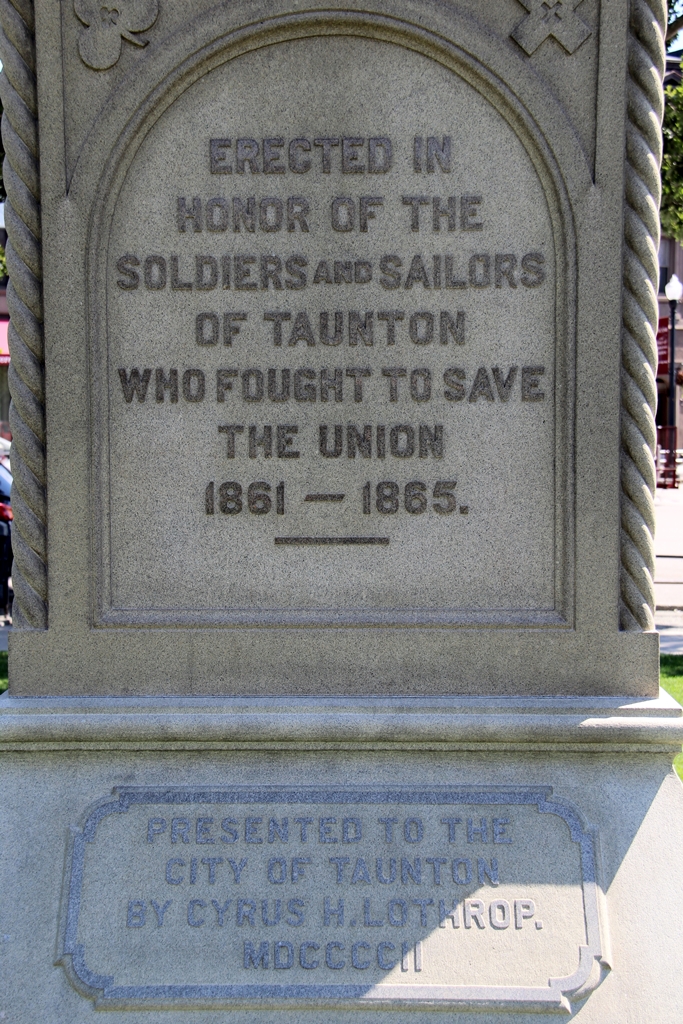 ERECTED IN
HONOR OF THE
SOLDIERS AND SAILORS
OF TAUNTON
WHO FOUGHT TO SAVE
THE UNION
1861 — 1865.
PRESENTED TO THE
CITY OF TAUNTON
BY CYRUS H. LOTHROP.
MDCCCCII